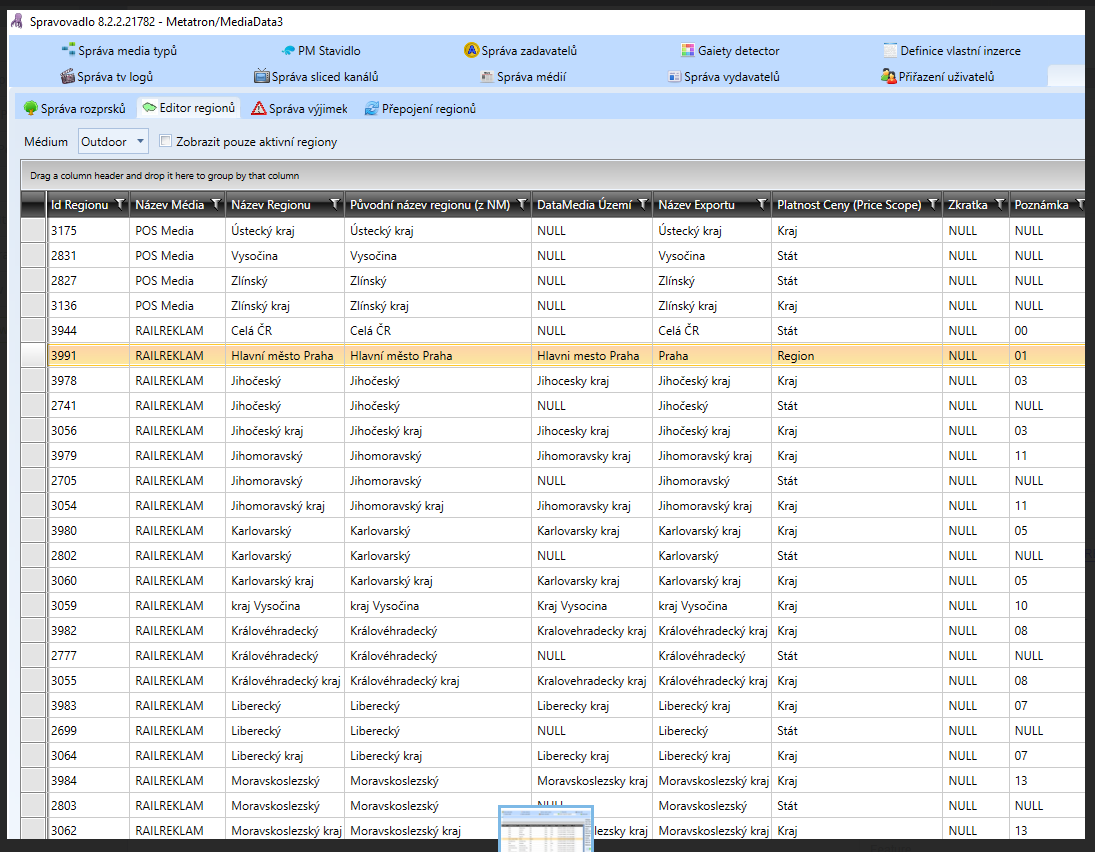 Spravovadlo 8.2.2.21782 - Metatron/MediaData3
Správa media typů PM Stavidlo Správa zadavatelů Gaiety detector Definice vlastní inzerce
Správa tv logů Správa sliced kanálů Správa médií Správa vydavatelů Přiřazení uživatelů
Správa rozprsků Editor regionů Správa výjimek Přepojení regionů
Médium Outdoor Zobrazit pouze aktivní regiony
Drag a column header and drop it here to group by that column
Id Regionu Název Média Název Regionu Původní název regionu (z NM) DataMedia Území Název Exportu Platnost Ceny (Price Scope) Zkratka Poznámka
3175 POS Media Ústecký kraj Ústecký kraj NULL Ústecký kraj Kraj NULL NULL
2831 POS Media Vysočina Vysočina NULL Vysočina Stát NULL NULL
2827 POS Media Zlínský Zlínský NULL Zlínský Stát NULL NULL
3136 POS Media Zlínský kraj Zlínský kraj NULL Zlínský kraj Kraj NULL NULL
3944 RAILREKLAM Celá ČR Celá ČR NULL Celá ČR Stát NULL 00
3991 RAILREKLAM Hlavní město Praha Hlavní město Praha Hlavni mesto Praha Praha Region NULL 01
3978 RAILREKLAM Jihočeský Jihočeský Jihocesky kraj Jihočeský kraj Kraj NULL 03
2741 RAILREKLAM Jihočeský Jihočeský NULL Jihočeský Stát NULL NULL
3056 RAILREKLAM Jihočeský kraj Jihočeský kraj Jihocesky kraj Jihočeský kraj Kraj NULL 03
3979 RAILREKLAM Jihomoravský Jihomoravský Jihomoravsky kraj Jihomoravský kraj Kraj NULL 11
2705 RAILREKLAM Jihomoravský Jihomoravský NULL Jihomoravský Stát NULL NULL
3054 RAILREKLAM Jihomoravský kraj Jihomoravský kraj Jihomoravsky kraj Jihomoravský kraj Kraj NULL 11
3980 RAILREKLAM Karlovarský Karlovarský Karlovarsky kraj Karlovarský kraj Kraj NULL 05
2802 RAILREKLAM Karlovarský Karlovarský NULL Karlovarský Stát NULL NULL
3060 RAILREKLAM Karlovarský kraj Karlovarský kraj Karlovarsky kraj Karlovarský kraj Kraj NULL 05
3059 RAILREKLAM kraj Vysočina kraj Vysočina Kraj Vysocina kraj Vysočina Kraj NULL 10
3982 RAILREKLAM Královéhradecký Královéhradecký Kralovehradecky kraj Královéhradecký kraj Kraj NULL 08
2777 RAILREKLAM Královéhradecký Královéhradecký NULL Královéhradecký Stát NULL NULL
3055 RAILREKLAM Královéhradecký kraj Královéhradecký kraj Kralovehradecky kraj Královéhradecký kraj Kraj NULL 08
3983 RAILREKLAM Liberecký Liberecký Liberecky kraj Liberecký kraj Kraj NULL 07
2699 RAILREKLAM Liberecký Liberecký NULL Liberecký Stát NULL NULL
3064 RAILREKLAM Liberecký kraj Liberecký kraj Liberecky kraj Liberecký kraj Kraj NULL 07
3984 RAILREKLAM Moravskoslezský Moravskoslezský Moravskoslezsky kraj Moravskoslezský kraj Kraj NULL 13
2803 RAILREKLAM Moravskoslezský Moravskoslezský NULL Moravskoslezský Stát NULL NULL
3062 RAILREKLAM Moravskoslezský kraj Moravskoslezský kraj lezsky kraj Moravskoslezský kraj Kraj NULL 13